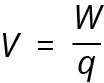 V = W/q